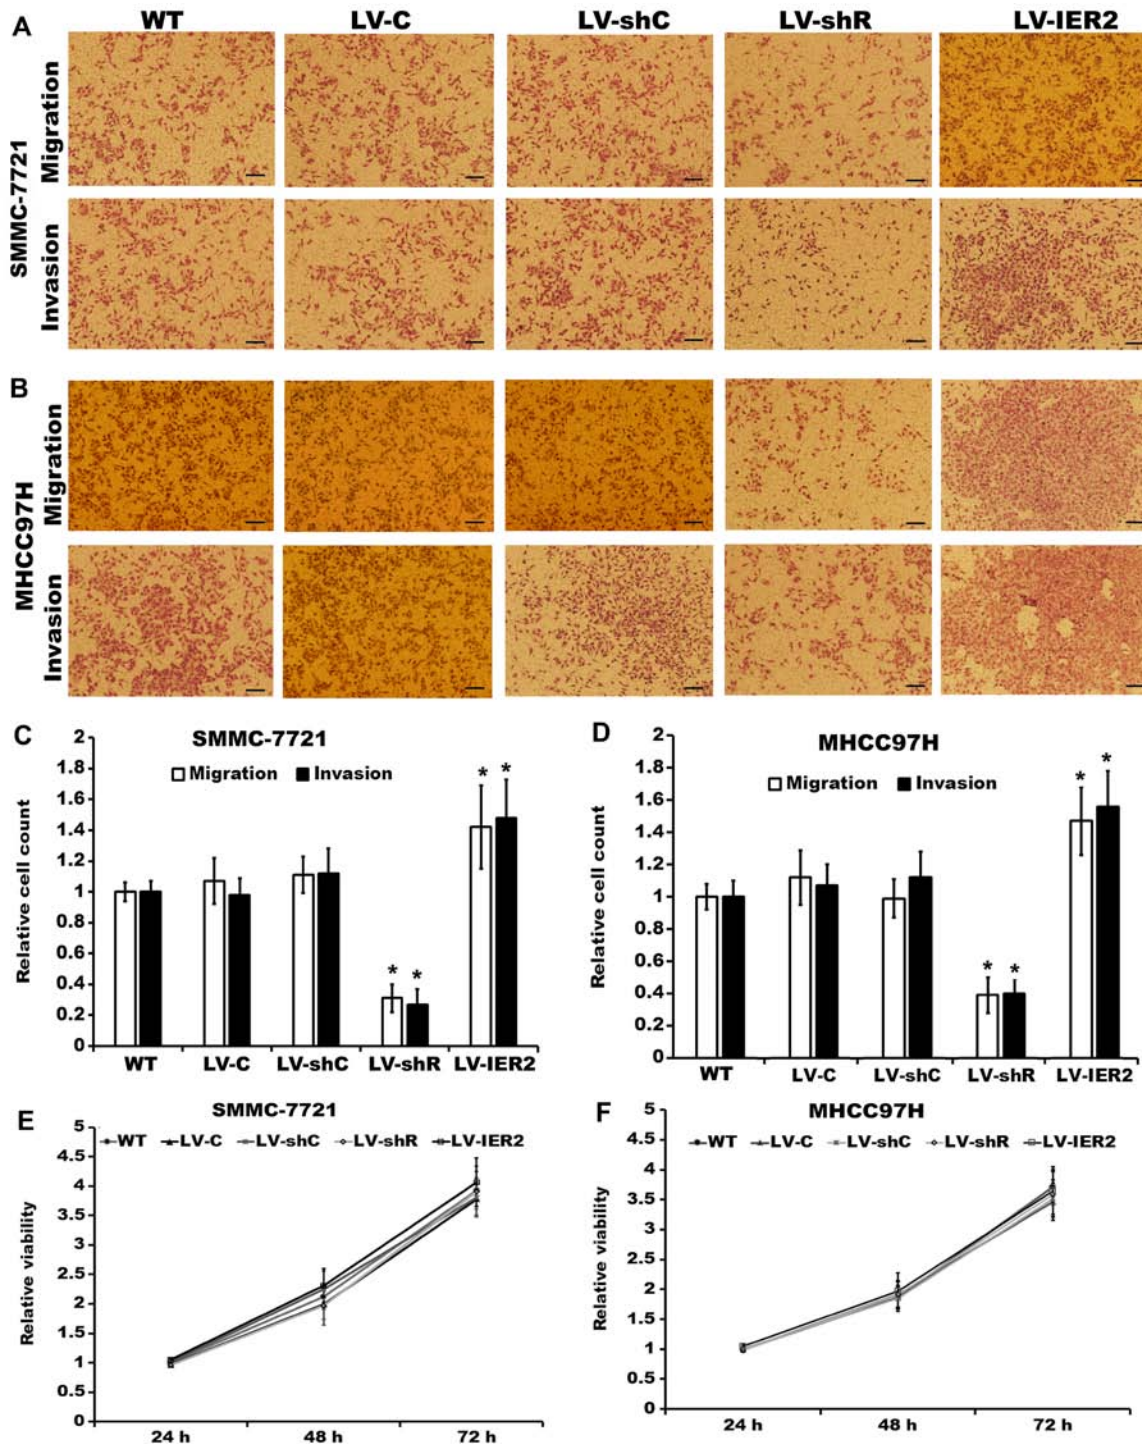 A
WT
LV-C
LV-shC
LV-shR
LV-IER2
SMMC-7721
Migration
Invasion
B
MHCC97H
Migration
Invasion
C
SMMC-7721
Migration
Invasion
Relative cell count
2
1.8
1.6
1.4
1.2
1
0.8
0.6
0.4
0.2
0
* * * *
WT
LV-C
LV-shC
LV-shR
LV-IER2
D
MHCC97H
Migration
Invasion
Relative cell count
2
1.8
1.6
1.4
1.2
1
0.8
0.6
0.4
0.2
0
* * * *
WT
LV-C
LV-shC
LV-shR
LV-IER2
E
SMMC-7721
WT LV-C LV-shC LV-shR LV-IER2
Relative viability
5
4.5
4
3.5
3
2.5
2
1.5
1
0.5
0
24 h
48 h
72 h
F
MHCC97H
WT LV-C LV-shC LV-shR LV-IER2
Relative viability
5
4.5
4
3.5
3
2.5
2
1.5
1
0.5
0
24 h
48 h
72 h